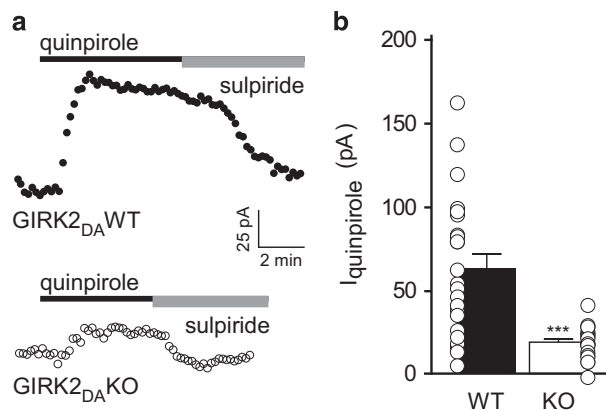 a
quinpirole
sulpiride
GIRK2DAWT
25 pA
2 min
quinpirole
sulpiride
GIRK2DAKO
b
Iquinpirole (pA)
200
150
100
50
0
***
WT KO